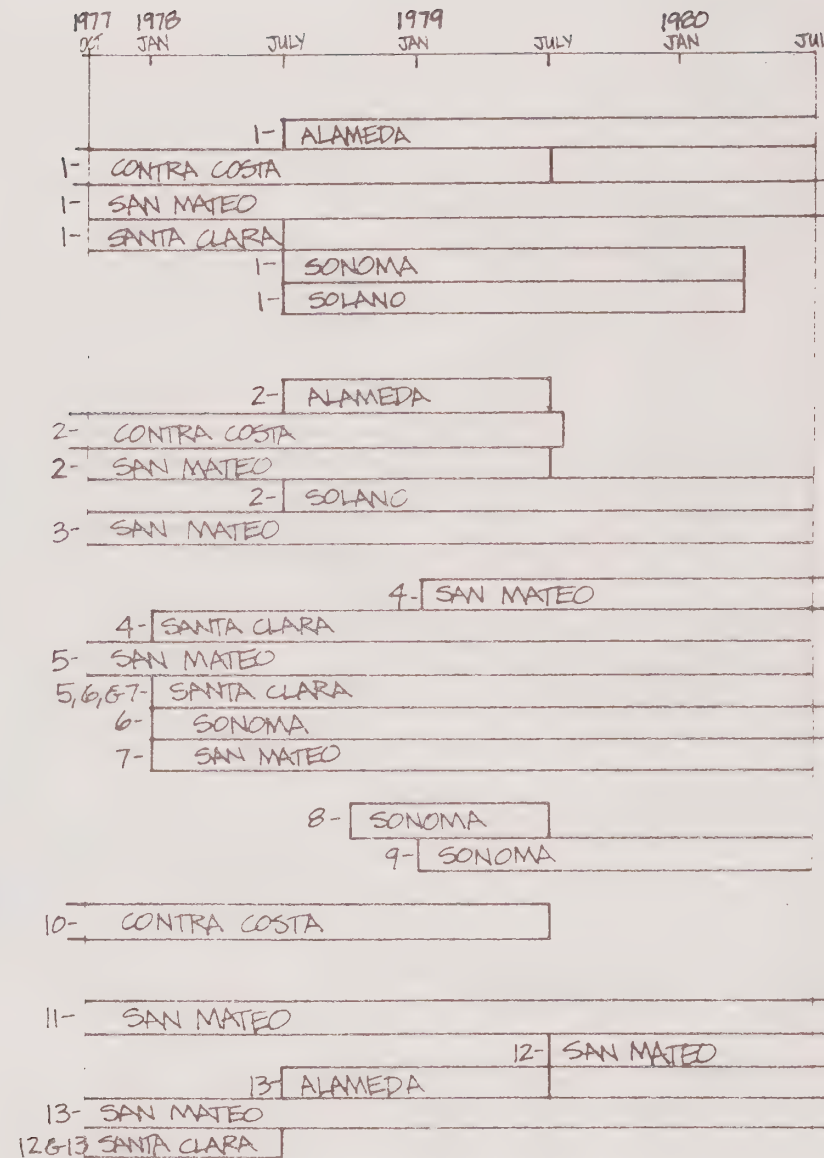 1977 1978 1979 1980
OCT JAN JULY JAN JULY JAN JUL
1- ALAMEDA
1- CONTRA COSTA
1- SAN MATEO
1- SANTA CLARA
1- SONOMA
1- SOLANO
2- ALAMEDA
2- CONTRA COSTA
2- SAN MATEO
2- SOLANO
3- SAN MATEO
4- SAN MATEO
4- SANTA CLARA
5- SAN MATEO
5,6,&7- SANTA CLARA
6- SONOMA
7- SAN MATEO
8- SONOMA
9- SONOMA
10- CONTRA COSTA
11- SAN MATEO
12- SAN MATEO
13- ALAMEDA
13- SAN MATEO
12&13 SANTA CLARA